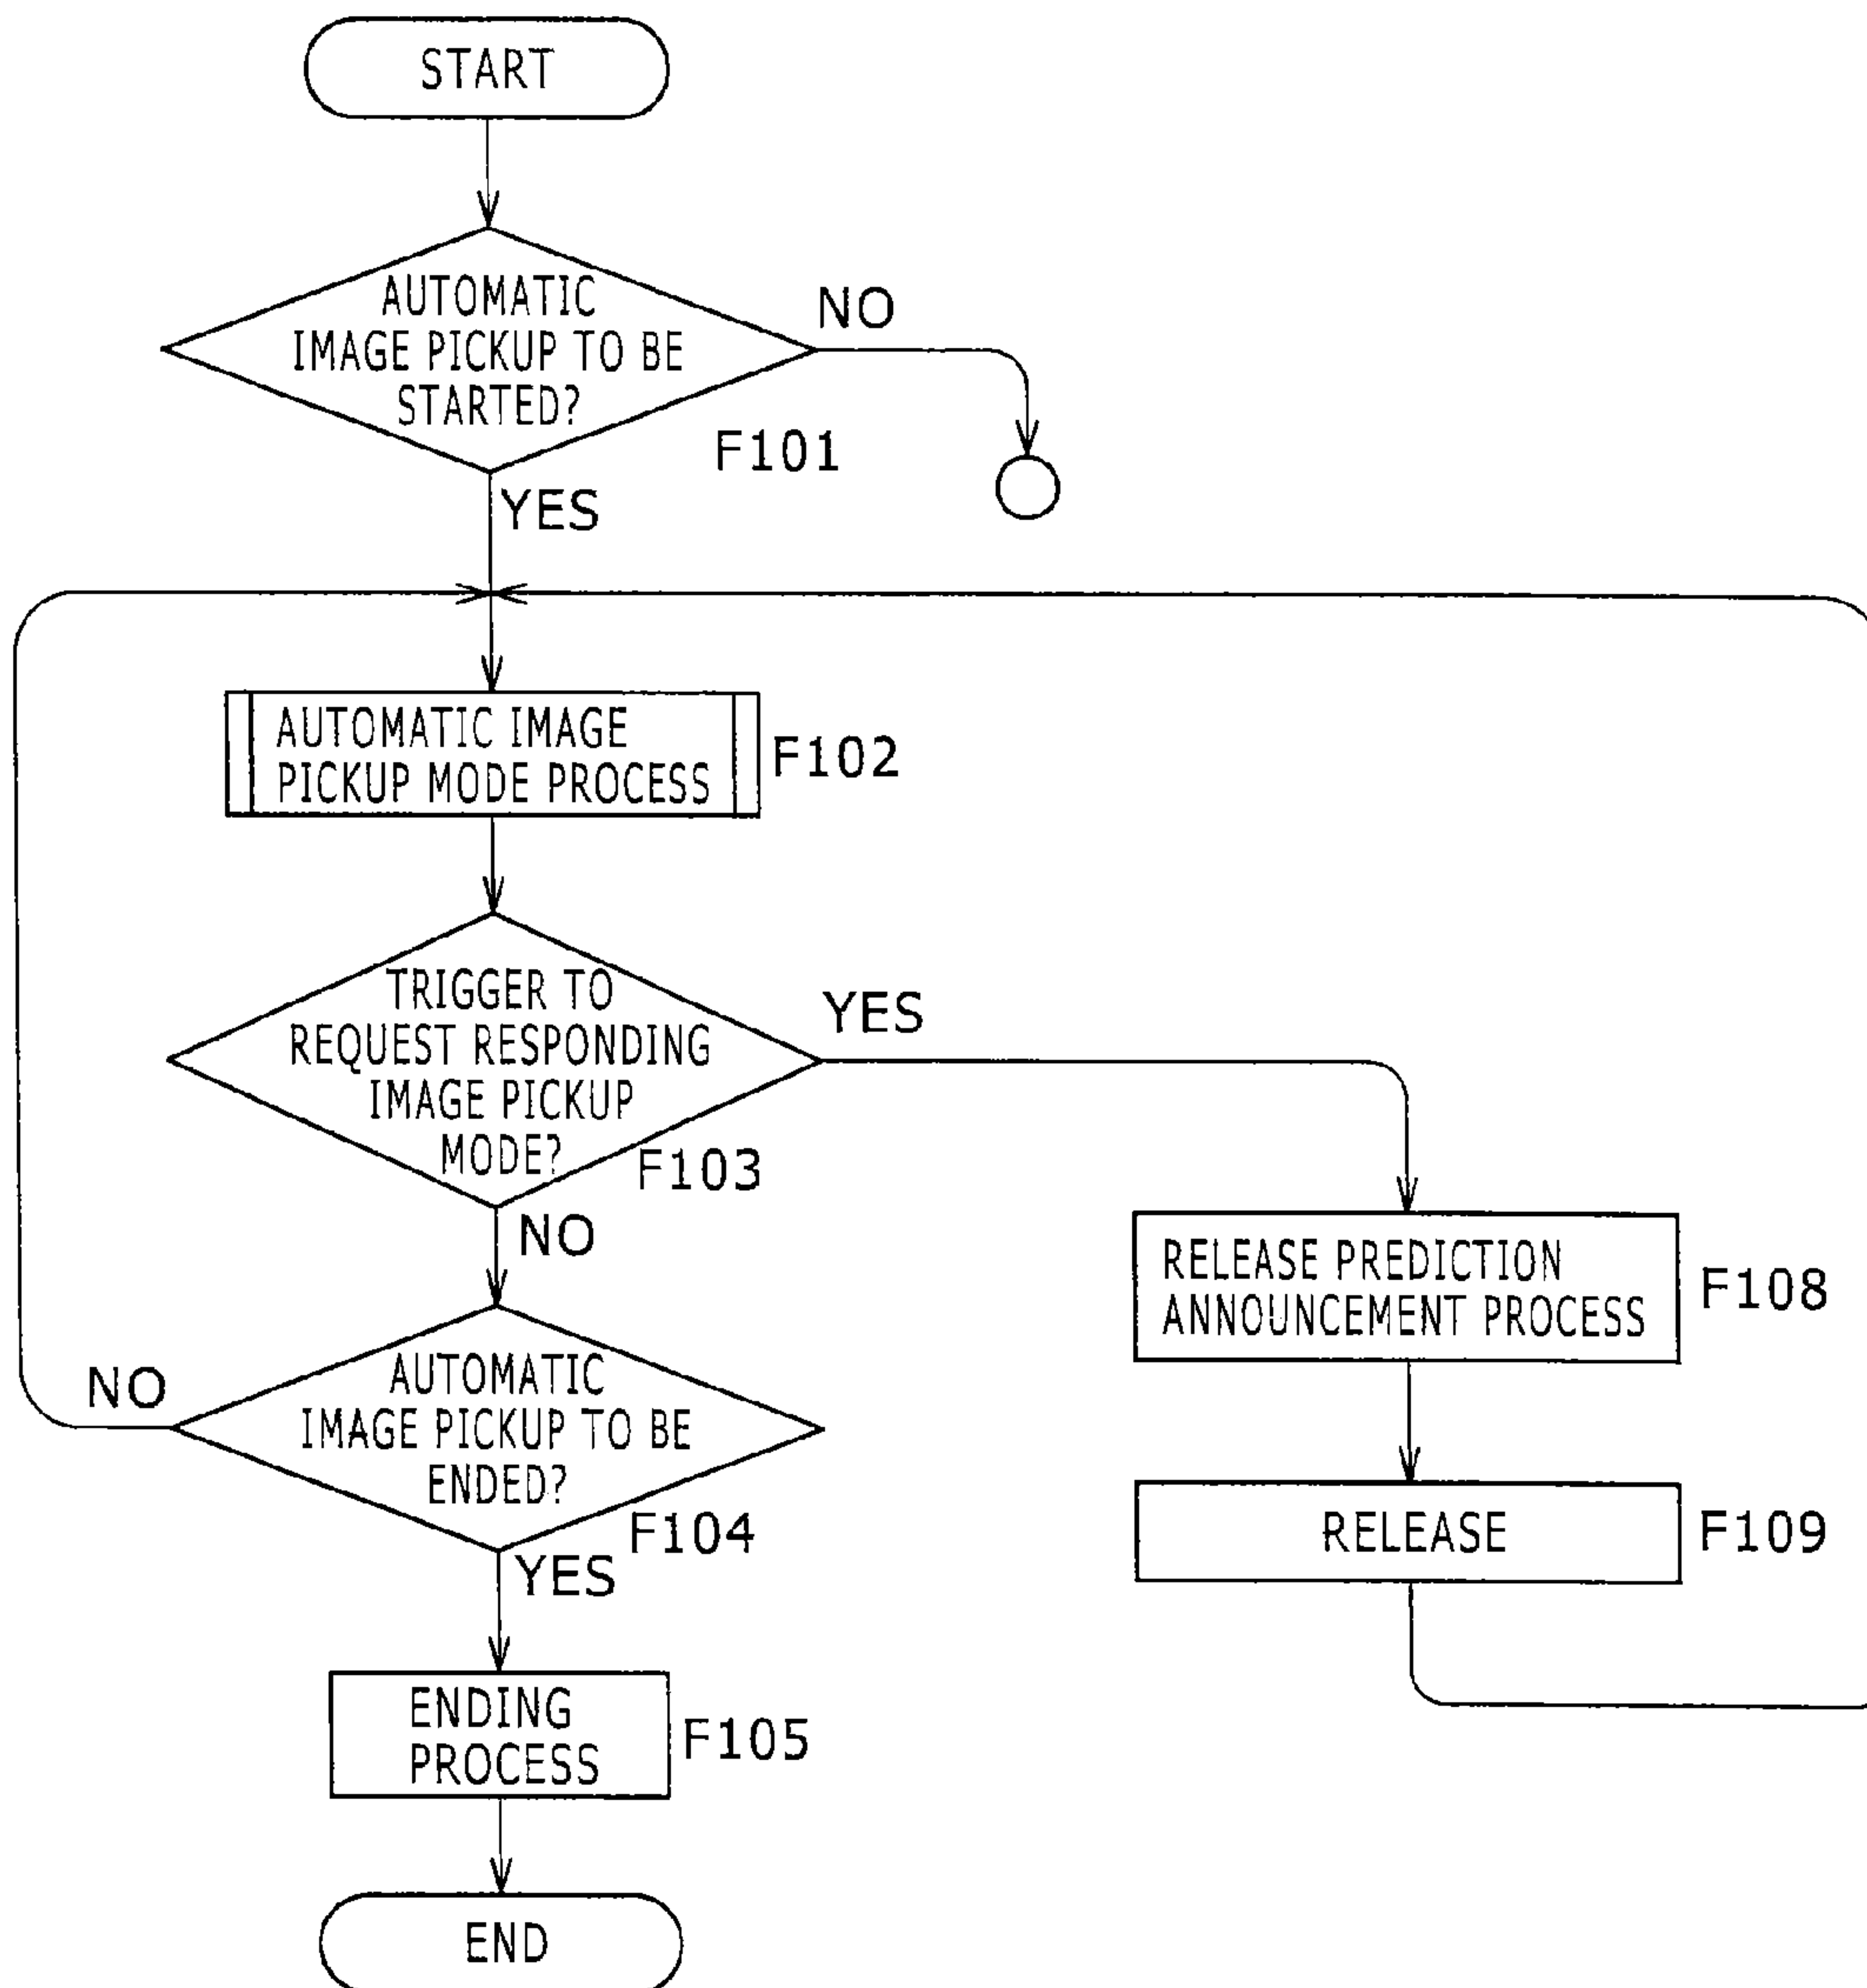 START
AUTOMATIC
IMAGE PICKUP TO BE
STARTED?
NO
F101
YES
AUTOMATIC IMAGE
PICKUP MODE PROCESS
F102
TRIGGER TO
REQUEST RESPONDING
IMAGE PICKUP
MODE?
YES
F103
NO
RELEASE PREDICTION
ANNOUNCEMENT PROCESS
F108
AUTOMATIC
IMAGE PICKUP TO BE
ENDED?
NO
F104
YES
RELEASE
F109
ENDING
PROCESS
F105
END